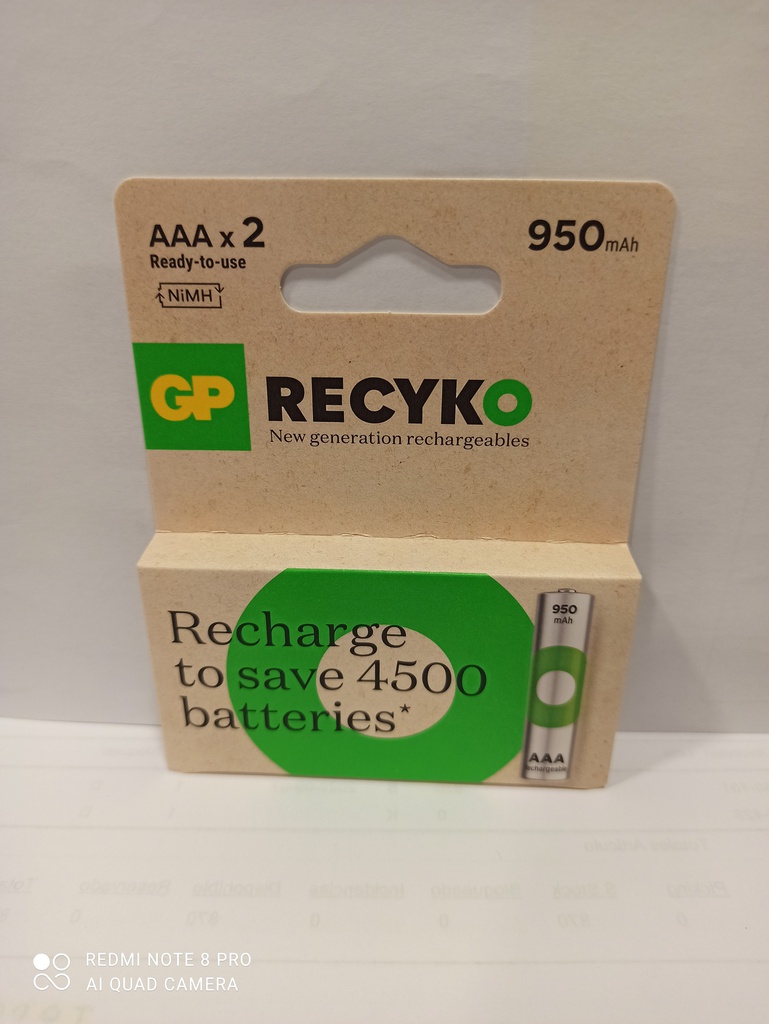 AAA x 2
950mAh
Ready-to-use
NiMH
GP
RECYKO
New generation rechargeables
Recharge
to save 4500
batteries*
950
mAh
AAA
rechargeable
REDMI NOTE 8 PRO
AI QUAD CAMERA